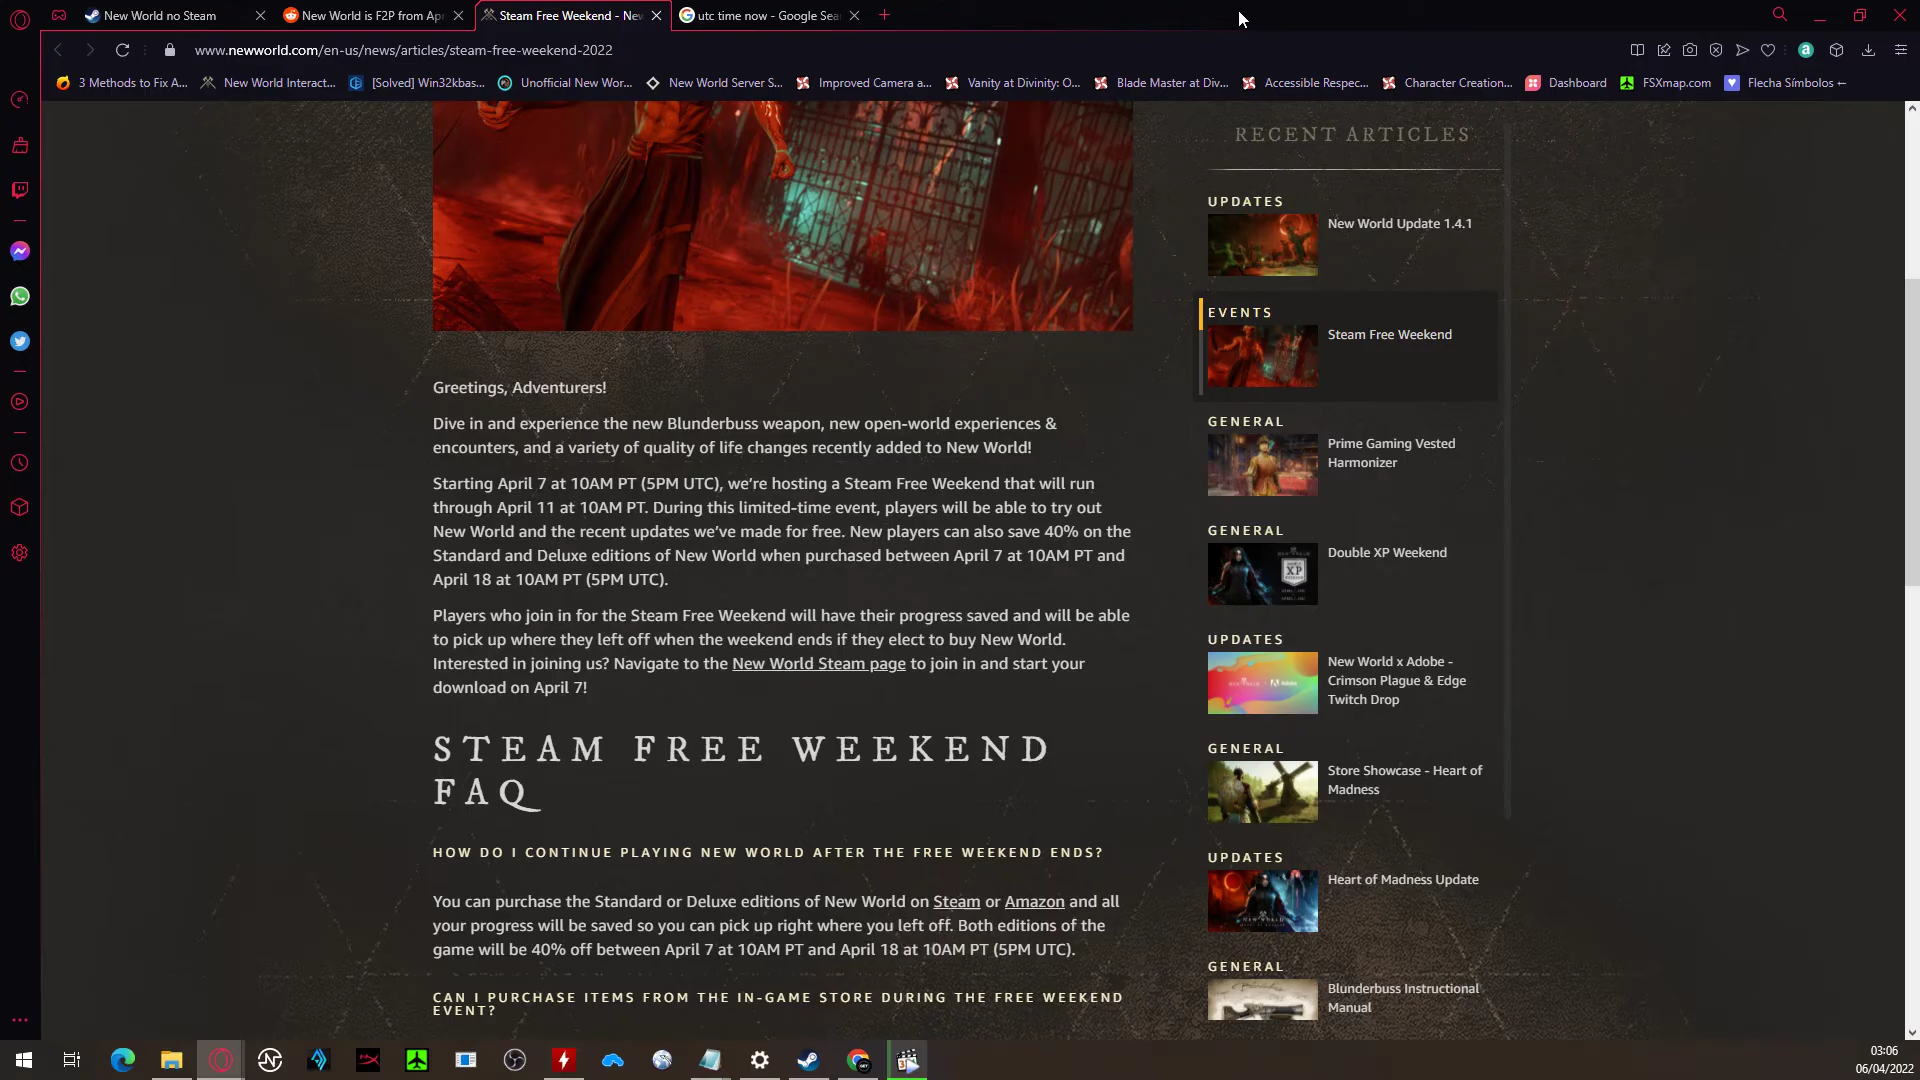 New World no Steam
New World is F2P from Apr
Steam Free Weekend - Nev
utc time now - Google Sea
www.newworld.com/en-us/news/articles/steam-free-weekend-2022
3 Methods to Fix A...
New World Interact...
[Solved] Win32kbas...
Unofficial New Wor...
New World Server S...
Improved Camera a...
Vanity at Divinity: O...
Blade Master at Div...
Accessible Respec...
Character Creation...
Dashboard
FSXmap.com
Flecha Símbolos ←
Greetings, Adventurers!
Dive in and experience the new Blunderbuss weapon, new open-world experiences &
encounters, and a variety of quality of life changes recently added to New World!
Starting April 7 at 10AM PT (5PM UTC), we're hosting a Steam Free Weekend that will run
through April 11 at 10AM PT. During this limited-time event, players will be able to try out
New World and the recent updates we've made for free. New players can also save 40% on the
Standard and Deluxe editions of New World when purchased between April 7 at 10AM PT and
April 18 at 10AM PT (5PM UTC).
Players who join in for the Steam Free Weekend will have their progress saved and will be able
to pick up where they left off when the weekend ends if they elect to buy New World.
Interested in joining us? Navigate to the New World Steam page to join in and start your
download on April 7!
STEAM FREE WEEKEND
FAQ
HOW DO I CONTINUE PLAYING NEW WORLD AFTER THE FREE WEEKEND ENDS?
You can purchase the Standard or Deluxe editions of New World on Steam or Amazon and all
your progress will be saved so you can pick up right where you left off. Both editions of the
game will be 40% off between April 7 at 10AM PT and April 18 at 10AM PT (5PM UTC).
CAN I PURCHASE ITEMS FROM THE IN-GAME STORE DURING THE FREE WEEKEND
EVENT?
RECENT ARTICLES
UPDATES
New World Update 1.4.1
EVENTS
Steam Free Weekend
GENERAL
Prime Gaming Vested
Harmonizer
GENERAL
Double XP Weekend
XP
UPDATES
New World x Adobe -
Crimson Plague & Edge
Twitch Drop
Adobe
GENERAL
Store Showcase - Heart of
Madness
UPDATES
Heart of Madness Update
GENERAL
Blunderbuss Instructional
Manual
03:06
06/04/2022